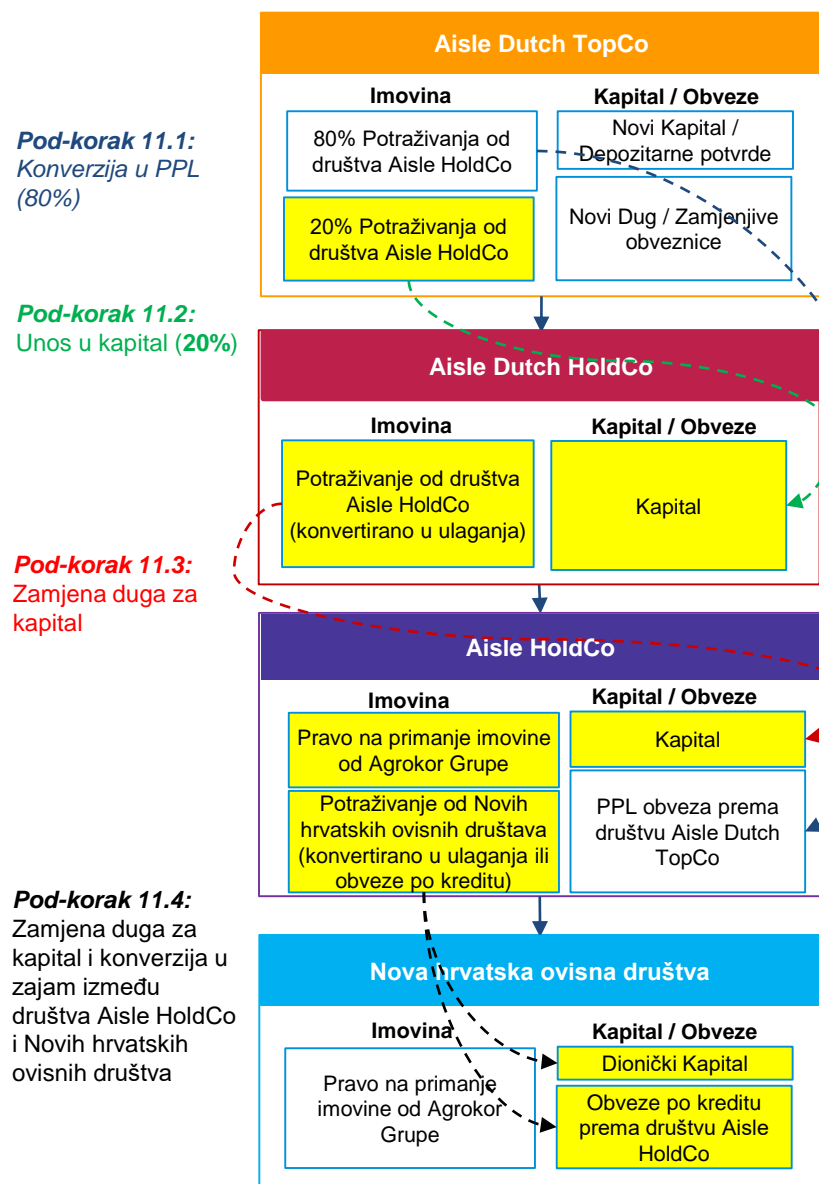 Aisle Dutch TopCo
Imovina
Kapital / Obveze
Pod-korak 11.1:
Konverzija u PPL
(80%)
80% Potraživanja od
društva Aisle HoldCo
Novi Kapital /
Depozitarne potvrde
20% Potraživanja od
društva Aisle HoldCo
Novi Dug / Zamjenjive
obveznice
Pod-korak 11.2:
Unos u kapital (20%)
Aisle Dutch HoldCo
Imovina
Kapital / Obveze
Potraživanje od društva
Aisle HoldCo
(konvertirano u ulaganja)
Kapital
Pod-korak 11.3:
Zamjena duga za
kapital
Aisle HoldCo
Imovina
Kapital / Obveze
Pravo na primanje imovine
od Agrokor Grupe
Kapital
Potraživanje od Novih
hrvatskih ovisnih društava
(konvertirano u ulaganja ili
obveze po kreditu)
PPL obveza prema
društvu Aisle Dutch
TopCo
Pod-korak 11.4:
Zamjena duga za
kapital i konverzija u
zajam između
društva Aisle HoldCo
i Novih hrvatskih
ovisnih društva
Nova hrvatska ovisna društva
Imovina
Kapital / Obveze
Pravo na primanje
imovine od Agrokor
Grupe
Dionički Kapital
Obveze po kreditu
prema društvu Aisle
HoldCo